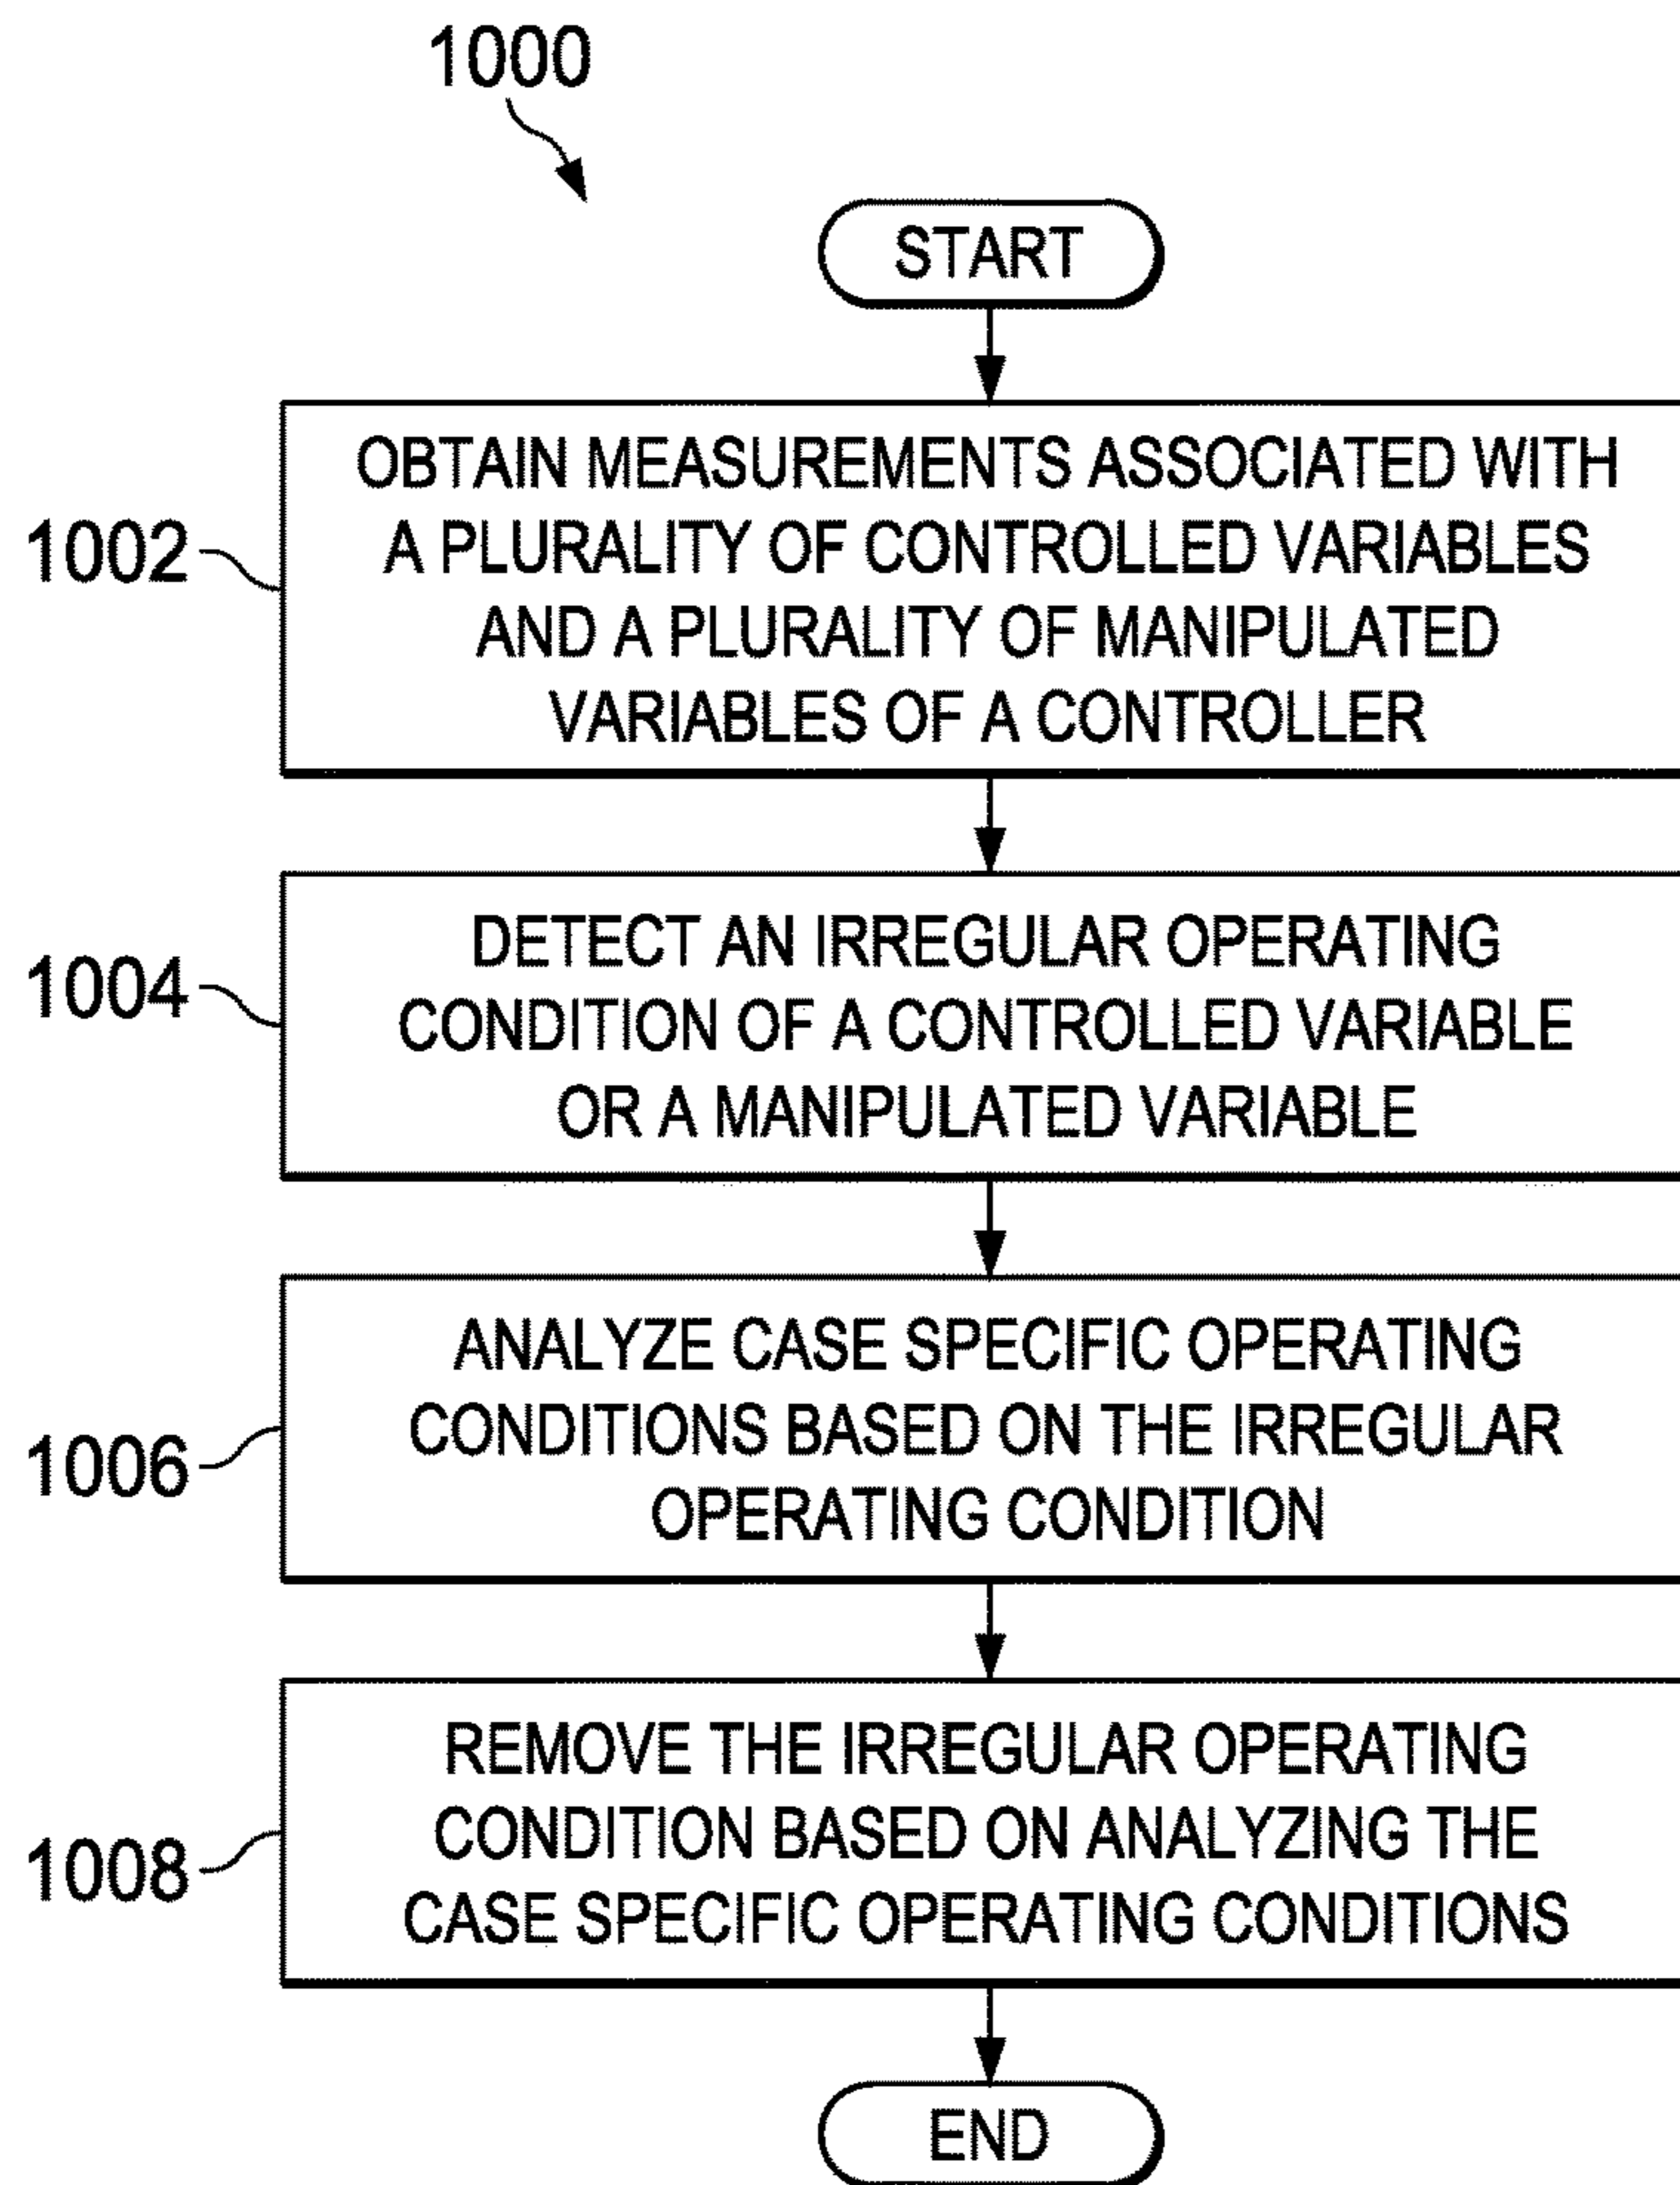 1000
START
1002
OBTAIN MEASUREMENTS ASSOCIATED WITH
A PLURALITY OF CONTROLLED VARIABLES
AND A PLURALITY OF MANIPULATED
VARIABLES OF A CONTROLLER
1004
DETECT AN IRREGULAR OPERATING
CONDITION OF A CONTROLLED VARIABLE
OR A MANIPULATED VARIABLE
1006
ANALYZE CASE SPECIFIC OPERATING
CONDITIONS BASED ON THE IRREGULAR
OPERATING CONDITION
1008
REMOVE THE IRREGULAR OPERATING
CONDITION BASED ON ANALYZING THE
CASE SPECIFIC OPERATING CONDITIONS
END